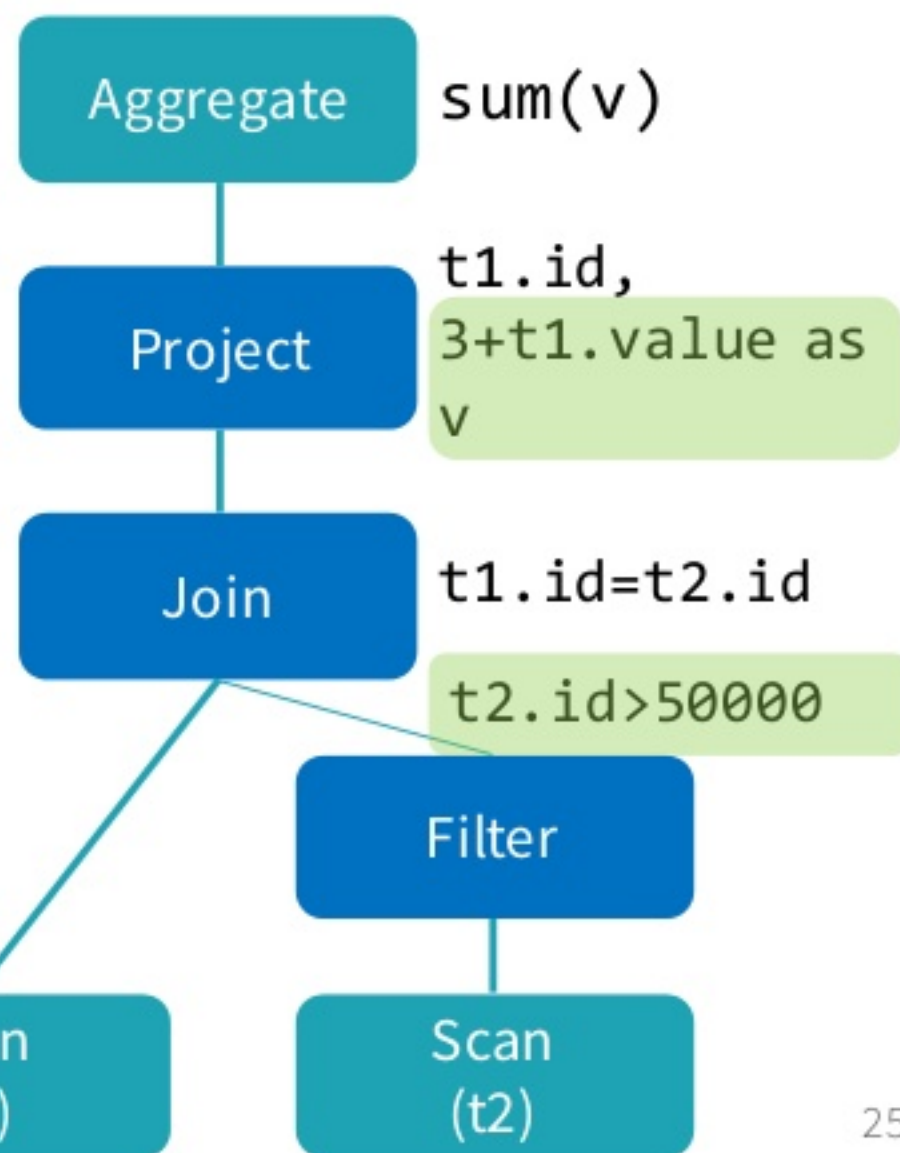 Aggregate
sum(v)
t1.id,
Project
3+t1.value as
v
Join
t1.id=t2.id
t2.id>50000
Filter
n
)
Scan
(t2)
25